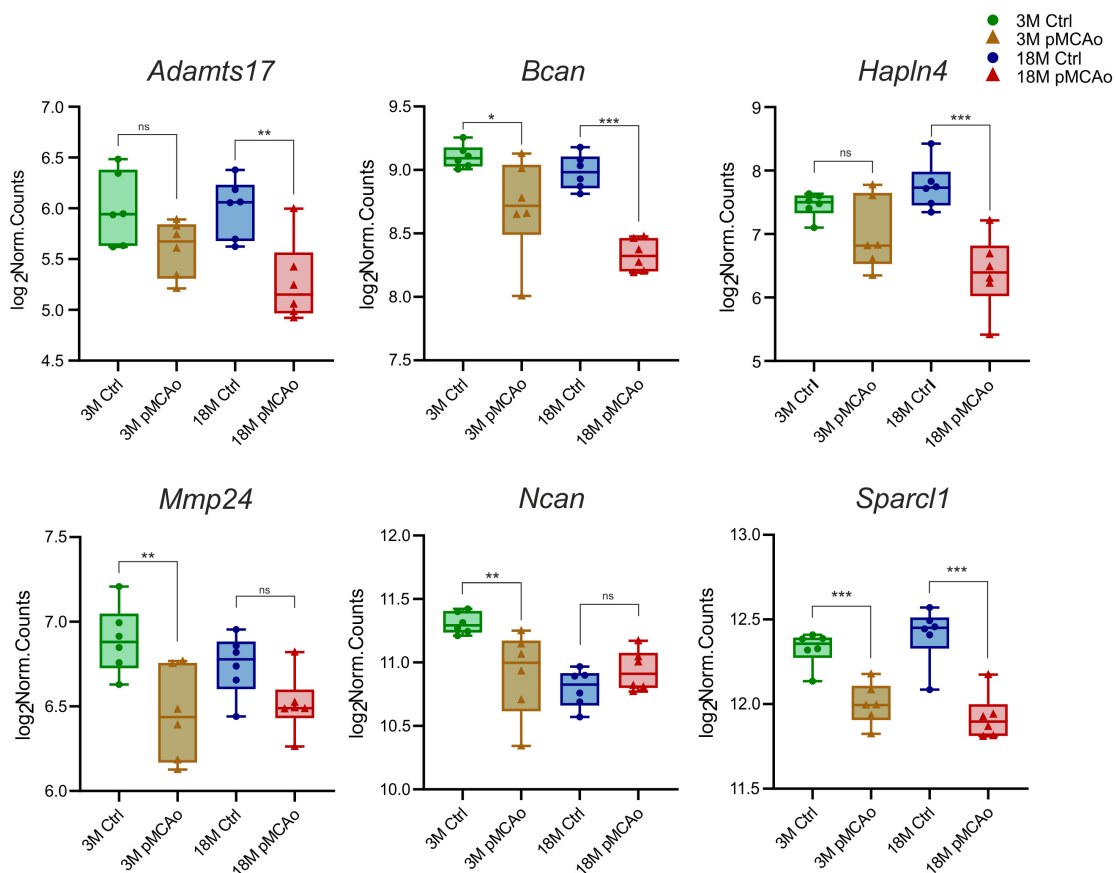 3M Ctrl
3M pMCAo
18M Ctrl
18M pMCAo
Adamts17
log2Norm.Counts
7.0
6.5
6.0
5.5
5.0
4.5
ns
**
3M Ctrl
3M pMCAo
18M Ctrl
18M pMCAo
Bcan
log2Norm.Counts
9.5
9.0
8.5
8.0
7.5
*
***
3M Ctrl
3M pMCAo
18M Ctrl
18M pMCAo
Hapln4
log2Norm.Counts
9
8
7
6
5
ns
***
3M Ctrl
3M pMCAo
18M Ctrl
18M pMCAo
Mmp24
log2Norm.Counts
7.5
7.0
6.5
6.0
**
ns
3M Ctrl
3M pMCAo
18M Ctrl
18M pMCAo
Ncan
log2Norm.Counts
12.0
11.5
11.0
10.5
10.0
**
ns
3M Ctrl
3M pMCAo
18M Ctrl
18M pMCAo
Sparcl1
log2Norm.Counts
13.0
12.5
12.0
11.5
***
***
3M Ctrl
3M pMCAo
18M Ctrl
18M pMCAo